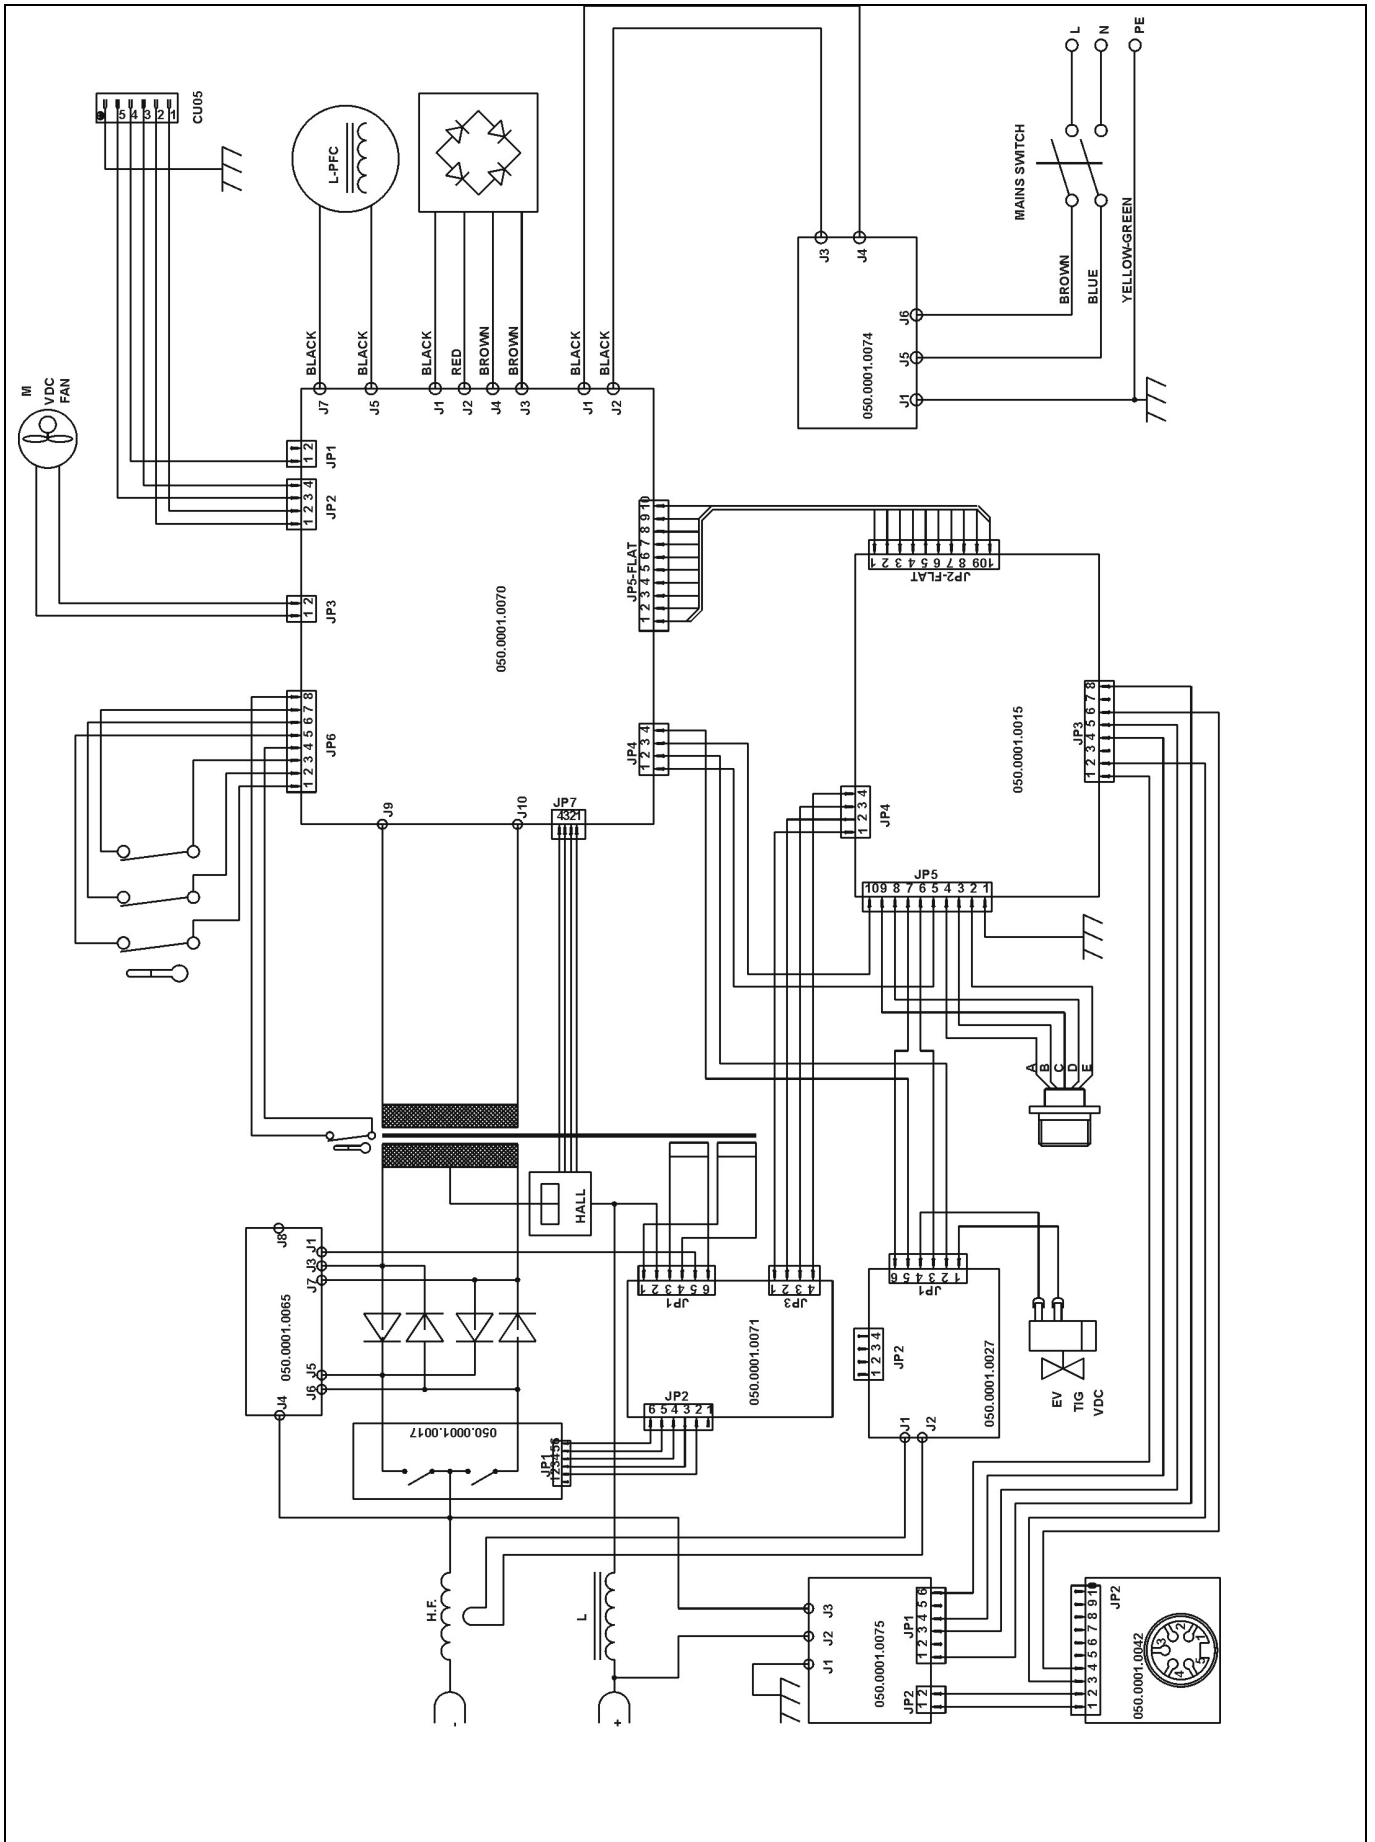 L
N
PE
MAINS SWITCH
BROWN
BLUE
YELLOW-GREEN
5 4 3 2 1
CU05
L-PFC
M
VDC
FAN
BLACK
BLACK
BLACK
RED
BROWN
BROWN
BLACK
BLACK
J7
J5
J1
J2
J4
J3
J1
J2
J3
J4
J6
J5
J1
050.0001.0074
1 2
JP1
1 2 3 4
JP2
1 2
JP3
1 2 3 4 5 6 7 8
JP6
050.0001.0070
JP5-FLAT
1 2 3 4 5 6 7 8 9 10
JP4
1 2 3 4
J9
J10
JP7
4321
1 2 3 4 5 6 7 8 9 10
JP2-FLAT
050.0001.0015
JP3
1 2 3 4 5 6 7 8
1 2 3 4
JP4
JP5
10 9 8 7 6 5 4 3 2 1
A
B
C
D
E
HALL
J8
J1
J3
J7
J5
J6
J4
050.0001.0065
050.0001.0017
JP1
1 2 3 4 5 6
1 2 3 4 5 6
JP1
1 2 3 4
JP3
050.0001.0071
JP2
6 5 4 3 2 1
6 5 4 3 2 1
JP1
1 2 3 4
JP2
050.0001.0027
J1
J2
EV
TIG
VDC
H.F.
L
-
+
J3
J2
J1
050.0001.0075
JP1
1 2 3 4 5 6
JP2
1 2
1 2 3 4 5 6 7 8 9 10
JP2
050.0001.0042
1
2
3
4
5